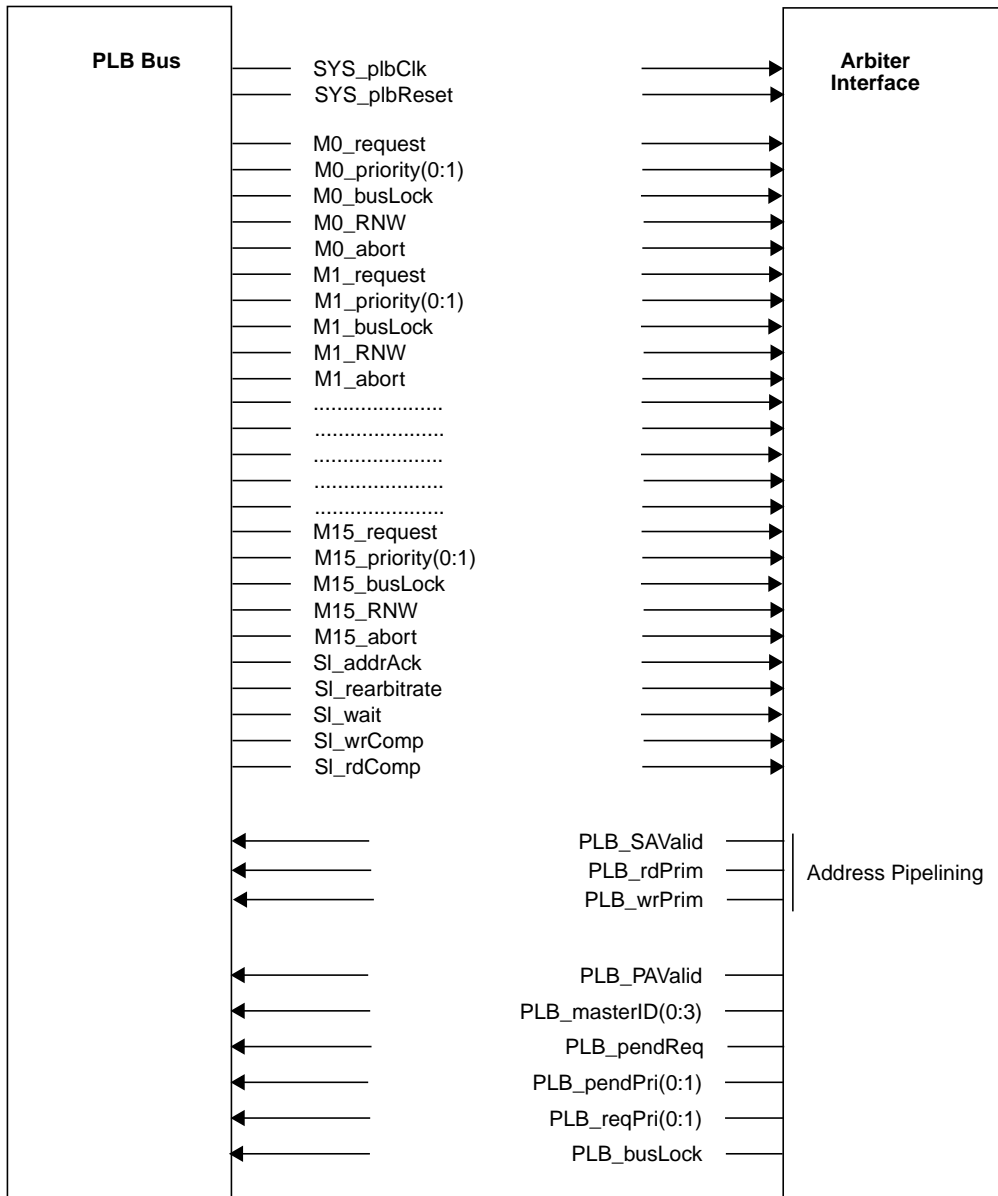 PLB Bus
Arbiter
Interface
SYS_plbClk
SYS_plbReset
M0_request
M0_priority(0:1)
M0_busLock
M0_RNW
M0_abort
M1_request
M1_priority(0:1)
M1_busLock
M1_RNW
M1_abort
......................
......................
......................
......................
......................
M15_request
M15_priority(0:1)
M15_busLock
M15_RNW
M15_abort
Sl_addrAck
Sl_rearbitrate
Sl_wait
Sl_wrComp
Sl_rdComp
PLB_SAValid
PLB_rdPrim
PLB_wrPrim
Address Pipelining
PLB_PAValid
PLB_masterID(0:3)
PLB_pendReq
PLB_pendPri(0:1)
PLB_reqPri(0:1)
PLB_busLock